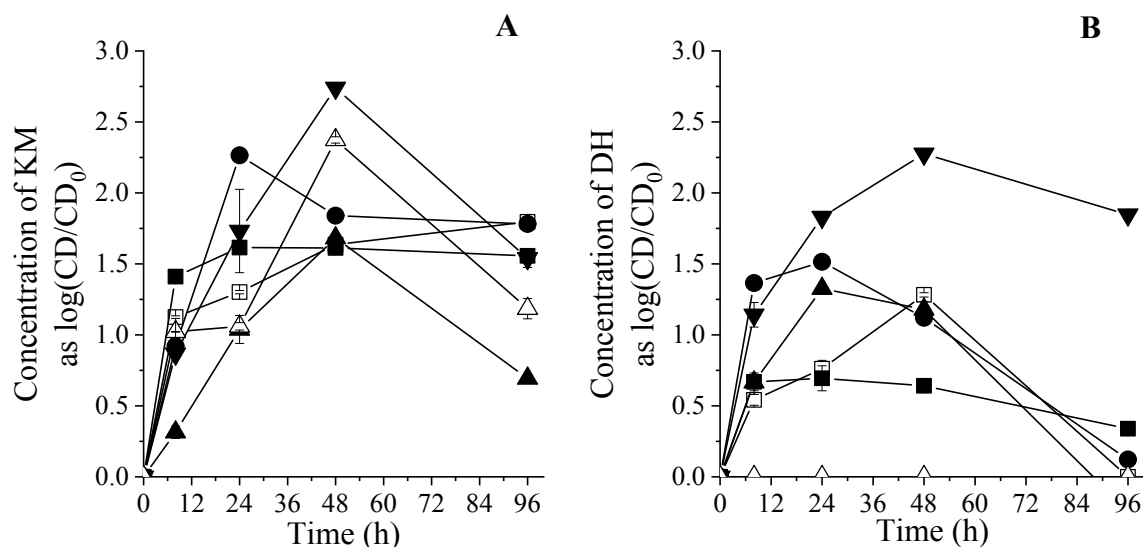 A
Concentration of KM
as log(CD/CD₀)
3.0
2.5
2.0
1.5
1.0
0.5
0.0
0 12 24 36 48 60 72 84 96
Time (h)
B
Concentration of DH
as log(CD/CD₀)
3.0
2.5
2.0
1.5
1.0
0.5
0.0
0 12 24 36 48 60 72 84 96
Time (h)